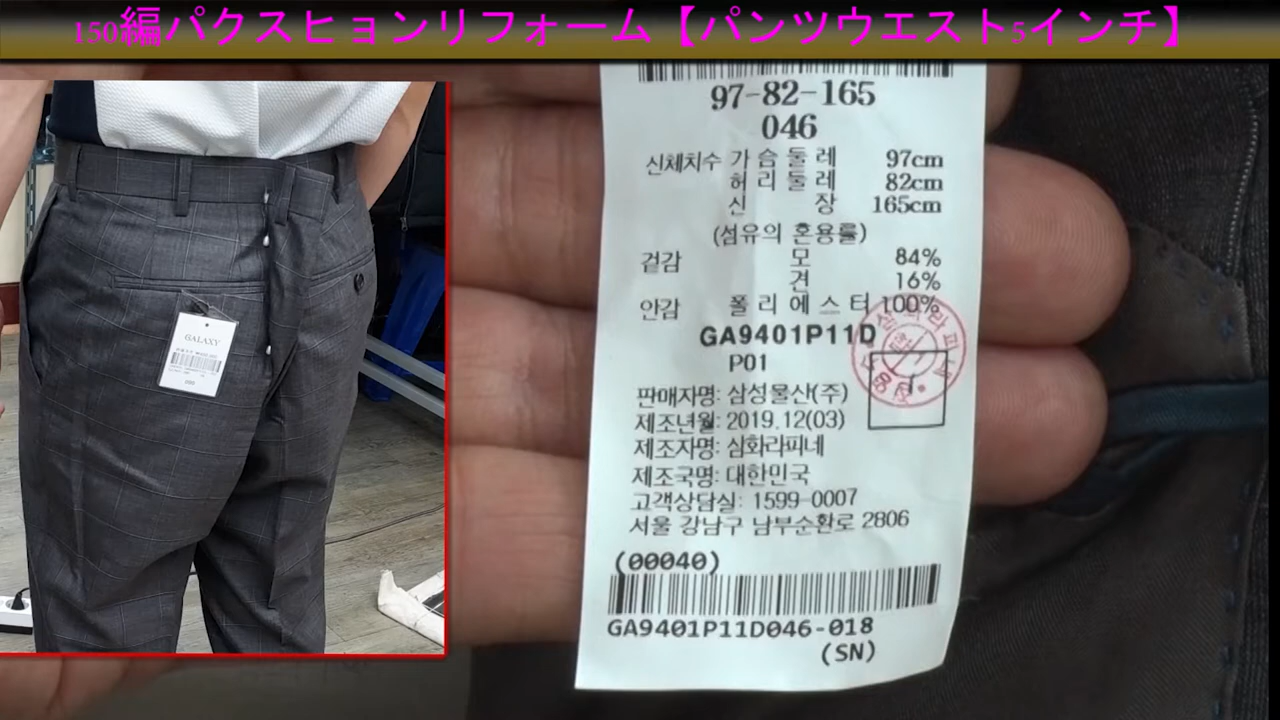 150編パクスヒョンリフォーム【パンツウエスト5インチ】
97-82-165
046
신체치수 가슴둘레 97cm
허리둘레 82cm
신 장 165cm
(섬유의 혼용률)
겉감 모 84%
견 16%
안감 폴리에스터 100%
GA9401P11D
P01
판매자명: 삼성물산(주)
제조년월: 2019.12(03)
제조자명: 심화라피네
제조국명: 대한민국
고객상담실: 1599-0007
서울 강남구 남부순환로 2806
(00040)
GA9401P11D046-018
(SN)
GALAXY